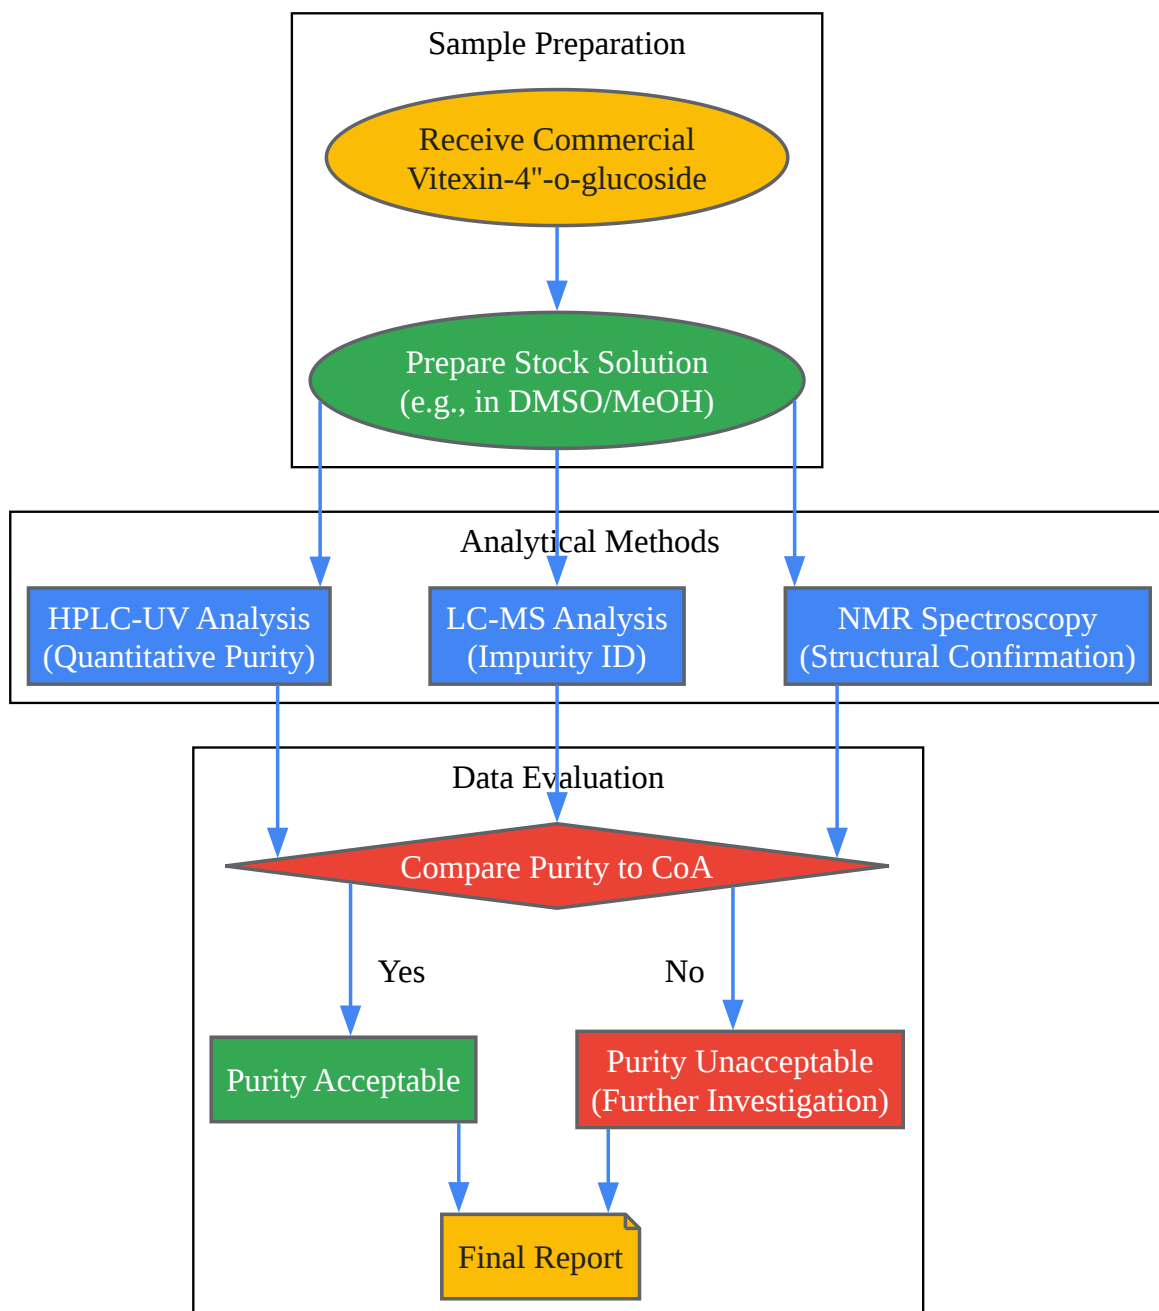 Sample Preparation
Receive Commercial
Vitexin-4"-o-glucoside
Prepare Stock Solution
(e.g., in DMSO/MeOH)
Analytical Methods
HPLC-UV Analysis
(Quantitative Purity)
LC-MS Analysis
(Impurity ID)
NMR Spectroscopy
(Structural Confirmation)
Data Evaluation
Compare Purity to CoA
Yes
No
Purity Acceptable
Purity Unacceptable
(Further Investigation)
Final Report